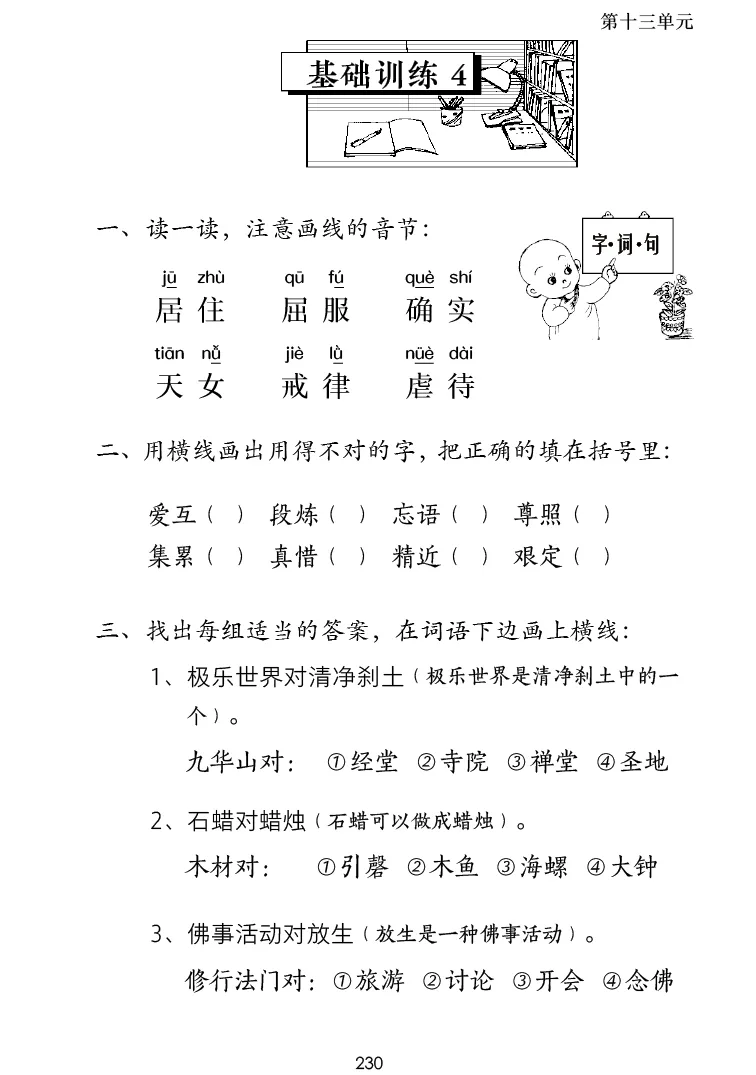 第十三单元
基础训练 4
一、读一读，注意画线的音节：
字·词·句
jū zhù qū fú què shí
居 住 屈 服 确 实
tiān nǚ jiè lǜ nüè dài
天 女 戒 律 虐 待
二、用横线画出用得不对的字，把正确的填在括号里：
爱互（ ） 段炼（ ） 忘语（ ） 尊照（ ）
集累（ ） 真惜（ ） 精近（ ） 艰定（ ）
三、找出每组适当的答案，在词语下边画上横线：
1、极乐世界对清净刹土（极乐世界是清净刹土中的一
个）。
九华山对： ①经堂 ②寺院 ③禅堂 ④圣地
2、石蜡对蜡烛（石蜡可以做成蜡烛）。
木材对： ①引磬 ②木鱼 ③海螺 ④大钟
3、佛事活动对放生（放生是一种佛事活动）。
修行法门对：①旅游 ②讨论 ③开会 ④念佛
230